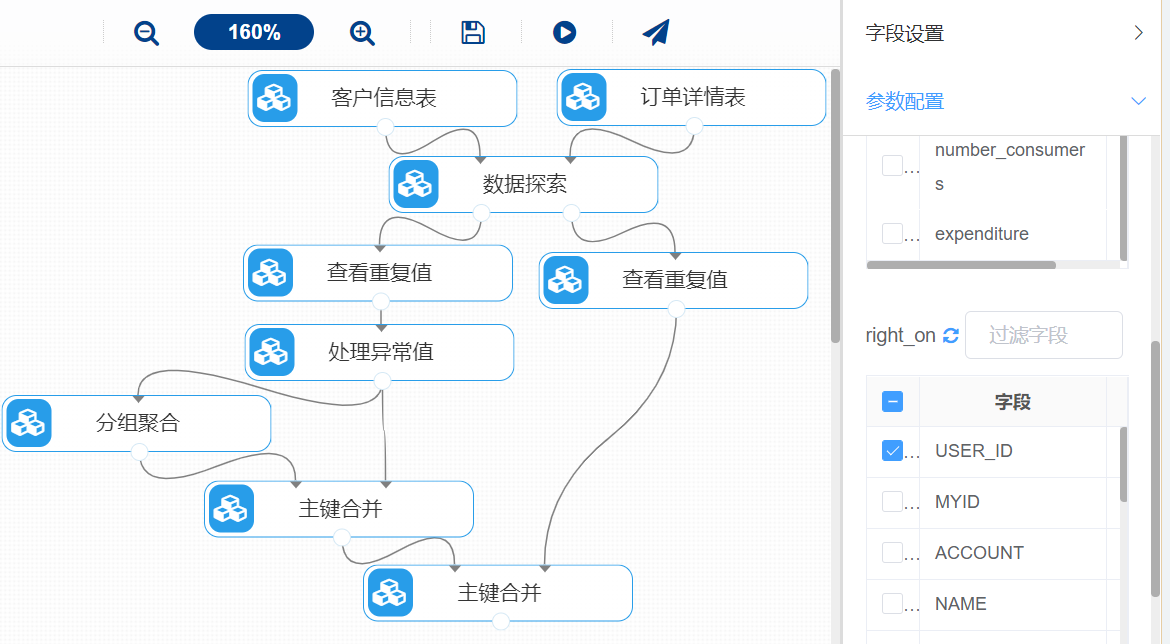 160%
客户信息表
订单详情表
数据探索
查看重复值
查看重复值
处理异常值
分组聚合
主键合并
主键合并
字段设置
参数配置
...
number_consumer
s
...
expenditure
right_on
过滤字段
字段
... USER_ID
... MYID
... ACCOUNT
... NAME